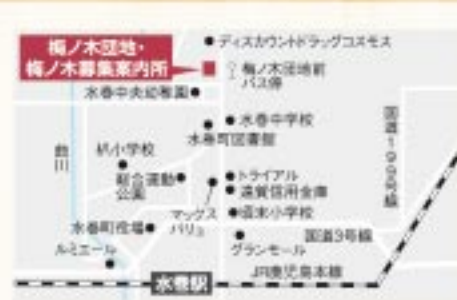 ディスカウントドラッグコスモス
梅ノ木団地・
梅ノ木募集案内所
梅ノ木団地前
バス停
水巻中央幼稚園
水巻中学校
水巻町図書館
国道199号線
曲川
机小学校
総合運動
公園
トライアル
遠賀信用金庫
マックス
バリュ
頃末小学校
水巻町役場
国道3号線
ルミエール
グランモール
JR鹿児島本線
水巻駅